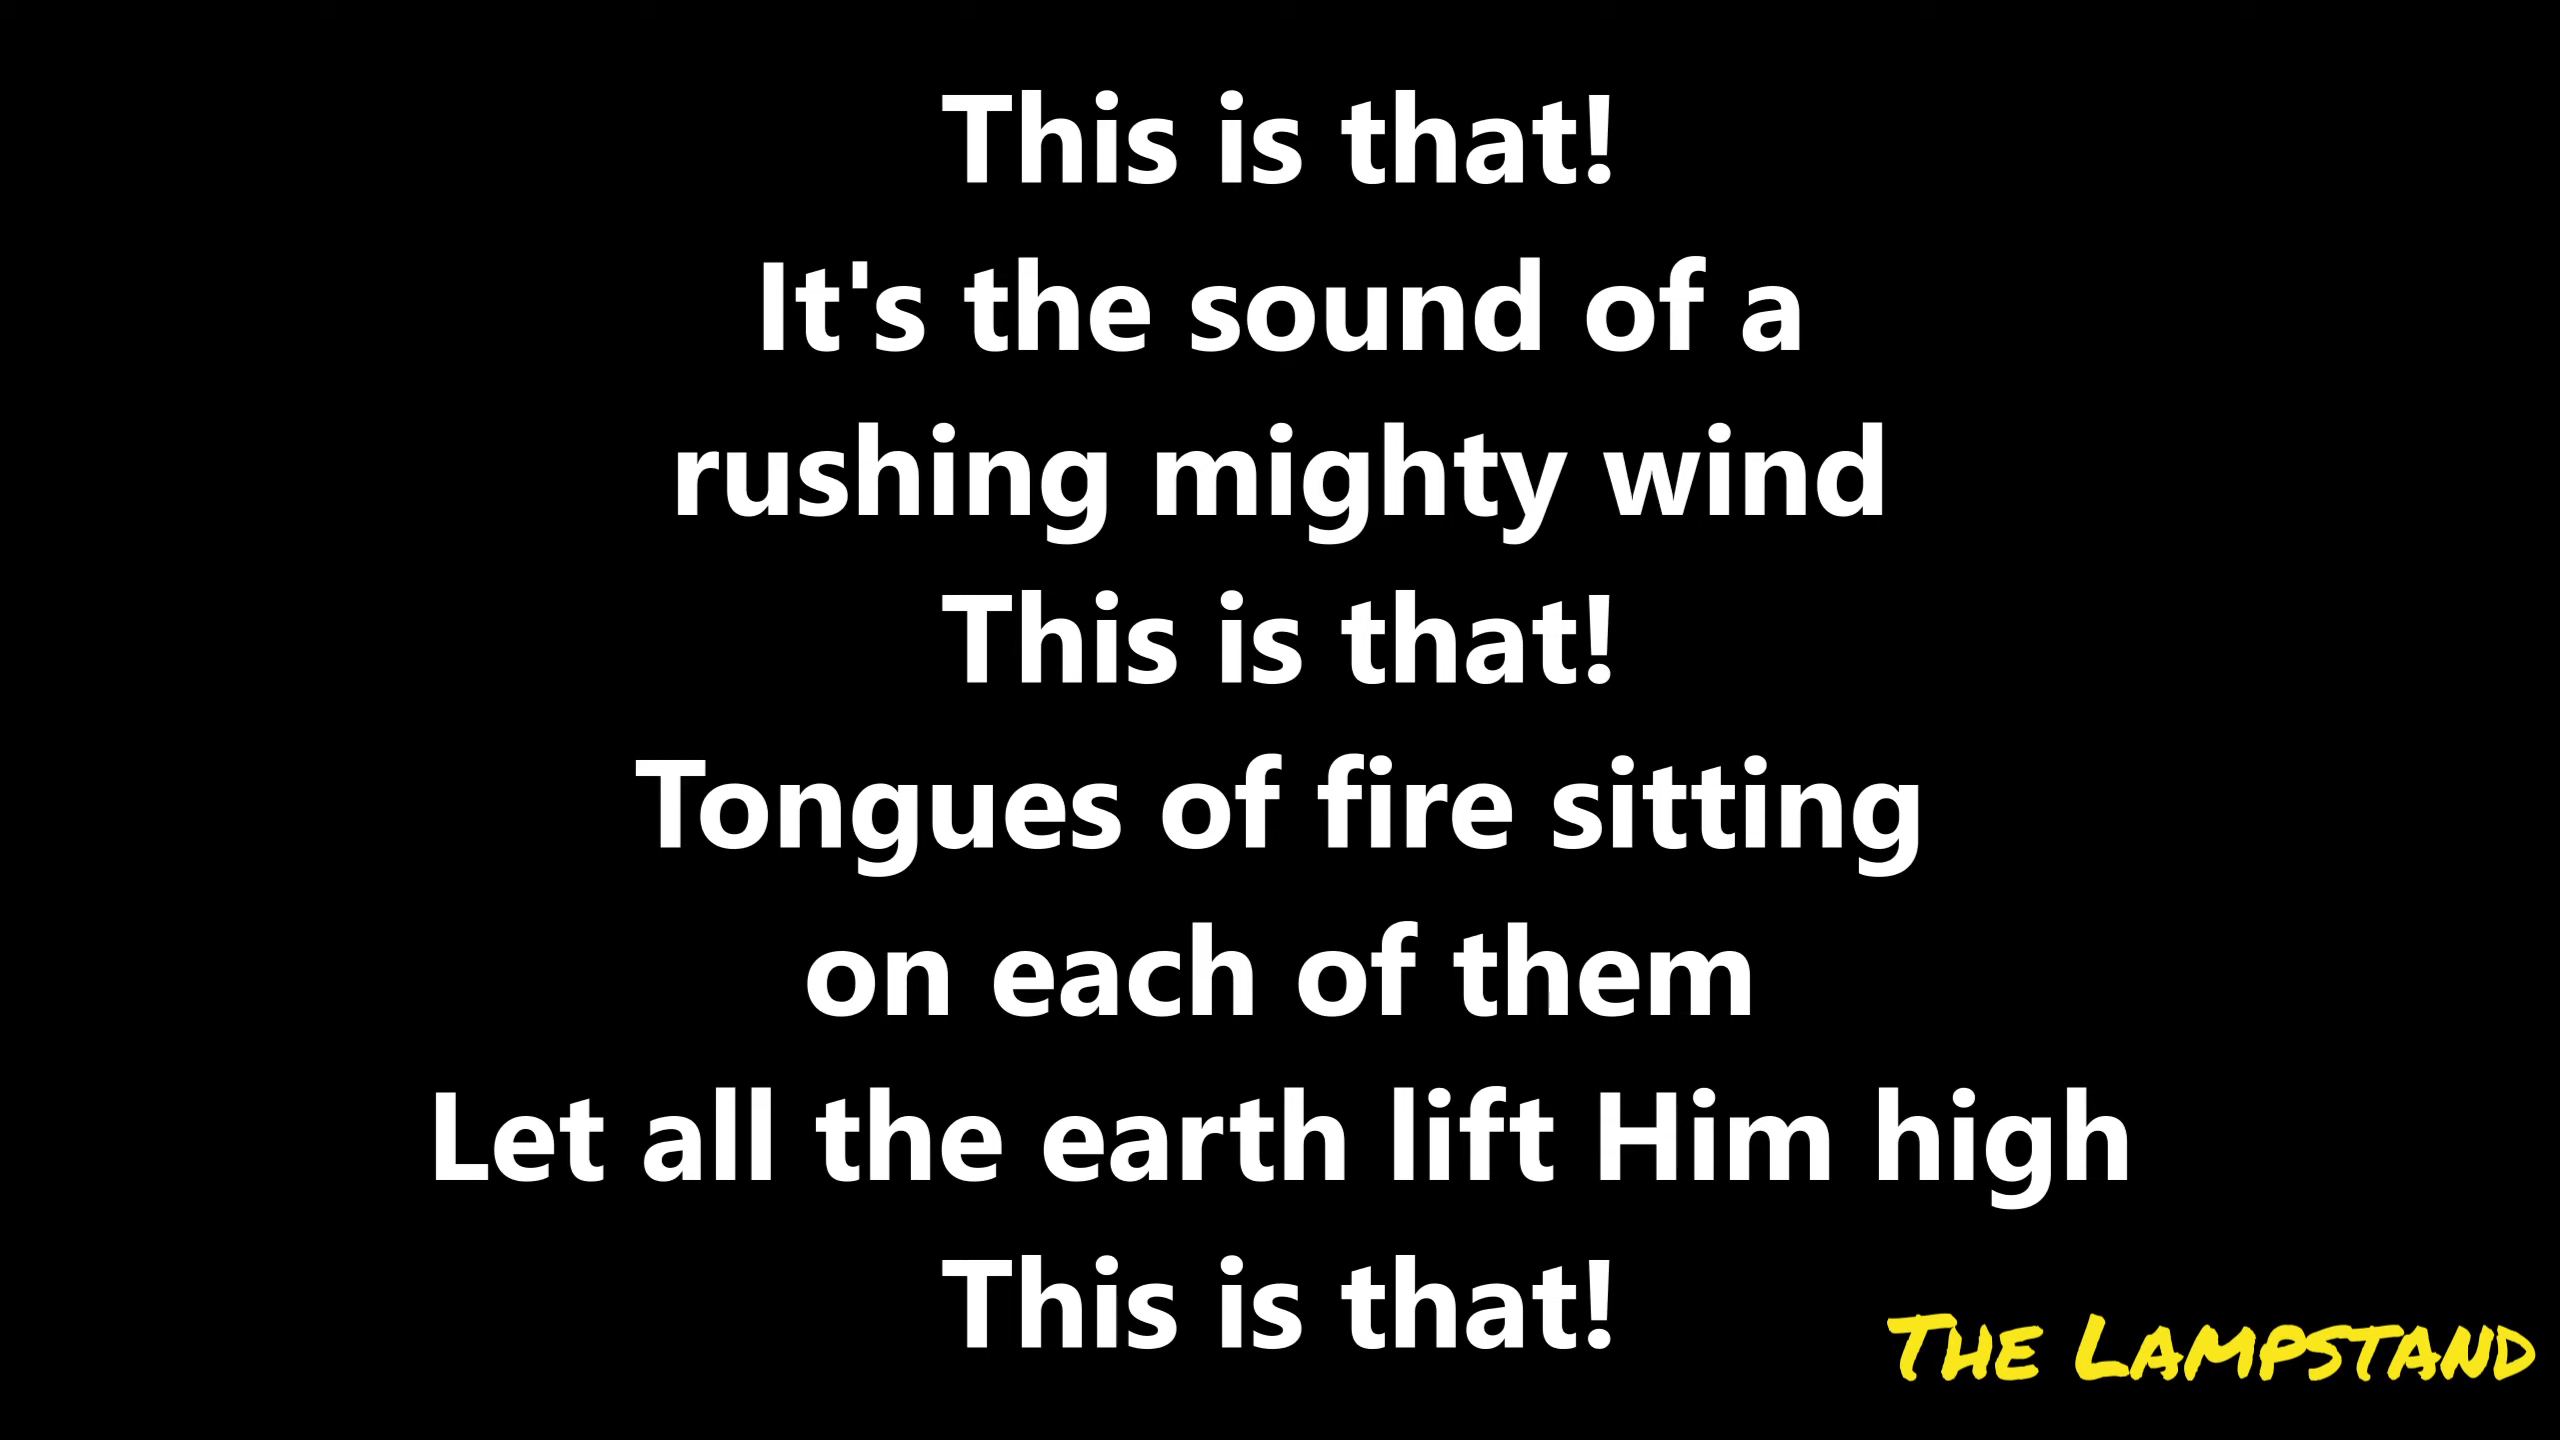 This is that!
It's the sound of a
rushing mighty wind
This is that!
Tongues of fire sitting
on each of them
Let all the earth lift Him high
This is that!
The Lampstand